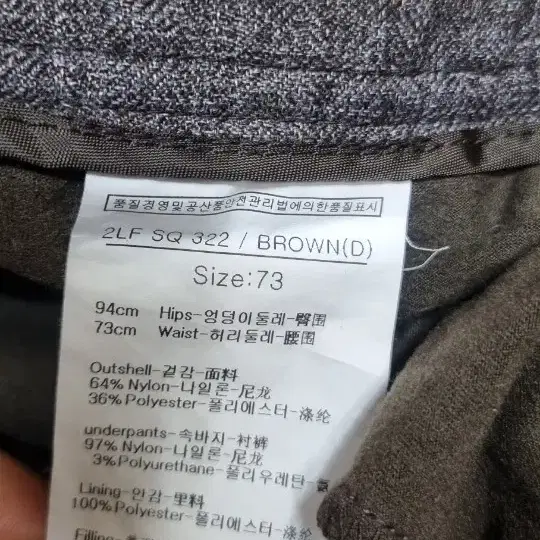 품질경영및공산품안전관리법에의한품질표시
2LF SQ 322 / BROWN(D)
Size:73
94cm Hips-엉덩이둘레-臀围
73cm Waist-허리둘레-腰围
Outshell-겉감-面料
64% Nylon-나일론-尼龙
36% Polyester-폴리에스터-涤纶
underpants-속바지-衬裤
97% Nylon-나일론-尼龙
3% Polyurethane-폴리우레탄-
Lining-안감-里料
100% Polyester-폴리에스터-涤纶
Filling-